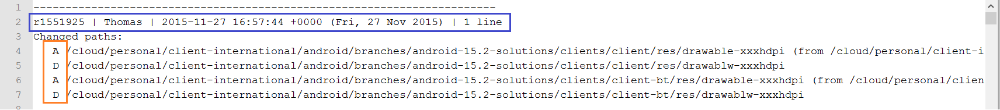 1 ----------------------------------------------------------------------
2 r1551925 | Thomas | 2015-11-27 16:57:44 +0000 (Fri, 27 Nov 2015) | 1 line
3 Changed paths:
4 A /cloud/personal/client-international/android/branches/android-15.2-solutions/clients/client/res/drawable-xxxhdpi (from /cloud/personal/client-i
5 D /cloud/personal/client-international/android/branches/android-15.2-solutions/clients/client/res/drawablw-xxxhdpi
6 A /cloud/personal/client-international/android/branches/android-15.2-solutions/clients/client-bt/res/drawable-xxxhdpi (from /cloud/personal/clien
7 D /cloud/personal/client-international/android/branches/android-15.2-solutions/clients/client-bt/res/drawablw-xxxhdpi